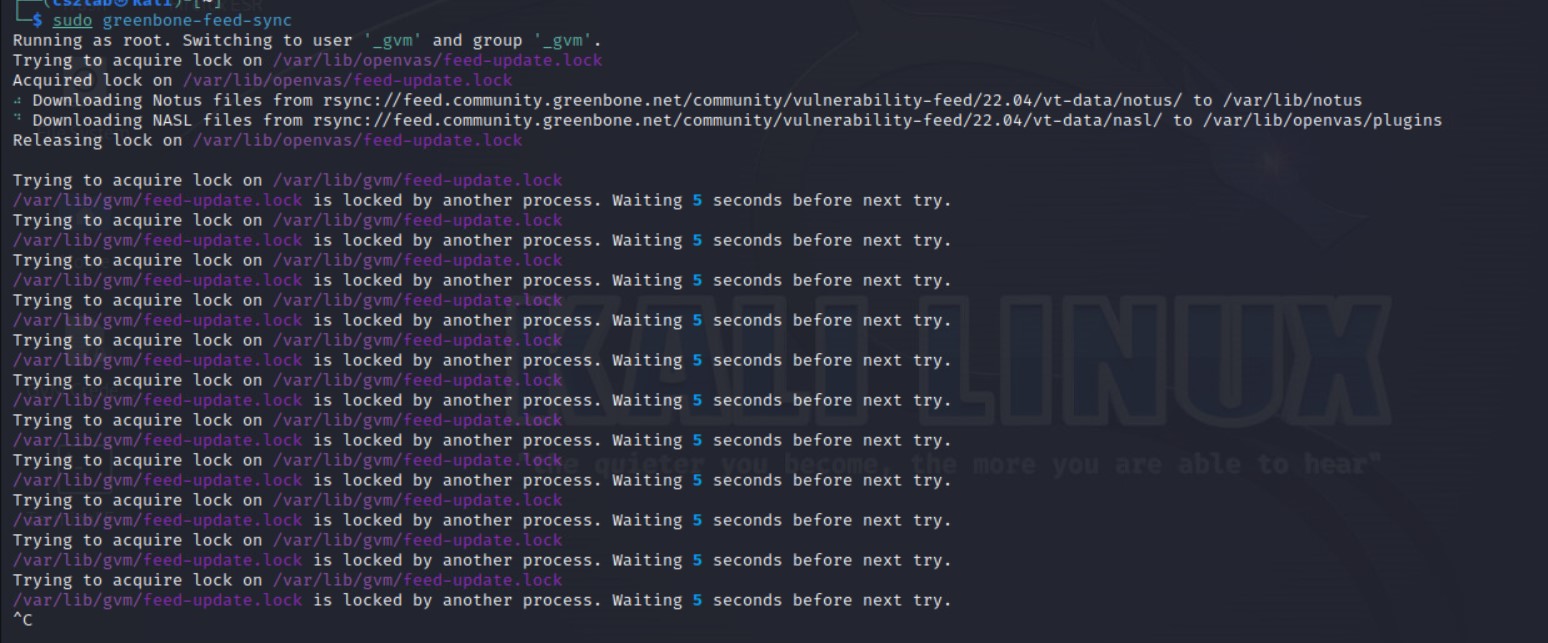 (cs2lab㉿kali)-[~]
└─$ sudo greenbone-feed-sync
Running as root. Switching to user '_gvm' and group '_gvm'.
Trying to acquire lock on /var/lib/openvas/feed-update.lock
Acquired lock on /var/lib/openvas/feed-update.lock
⠴ Downloading Notus files from rsync://feed.community.greenbone.net/community/vulnerability-feed/22.04/vt-data/notus/ to /var/lib/notus
⠙ Downloading NASL files from rsync://feed.community.greenbone.net/community/vulnerability-feed/22.04/vt-data/nasl/ to /var/lib/openvas/plugins
Releasing lock on /var/lib/openvas/feed-update.lock

Trying to acquire lock on /var/lib/gvm/feed-update.lock
/var/lib/gvm/feed-update.lock is locked by another process. Waiting 5 seconds before next try.
Trying to acquire lock on /var/lib/gvm/feed-update.lock
/var/lib/gvm/feed-update.lock is locked by another process. Waiting 5 seconds before next try.
Trying to acquire lock on /var/lib/gvm/feed-update.lock
/var/lib/gvm/feed-update.lock is locked by another process. Waiting 5 seconds before next try.
Trying to acquire lock on /var/lib/gvm/feed-update.lock
/var/lib/gvm/feed-update.lock is locked by another process. Waiting 5 seconds before next try.
Trying to acquire lock on /var/lib/gvm/feed-update.lock
/var/lib/gvm/feed-update.lock is locked by another process. Waiting 5 seconds before next try.
Trying to acquire lock on /var/lib/gvm/feed-update.lock
/var/lib/gvm/feed-update.lock is locked by another process. Waiting 5 seconds before next try.
Trying to acquire lock on /var/lib/gvm/feed-update.lock
/var/lib/gvm/feed-update.lock is locked by another process. Waiting 5 seconds before next try.
Trying to acquire lock on /var/lib/gvm/feed-update.lock
/var/lib/gvm/feed-update.lock is locked by another process. Waiting 5 seconds before next try.
Trying to acquire lock on /var/lib/gvm/feed-update.lock
/var/lib/gvm/feed-update.lock is locked by another process. Waiting 5 seconds before next try.
Trying to acquire lock on /var/lib/gvm/feed-update.lock
/var/lib/gvm/feed-update.lock is locked by another process. Waiting 5 seconds before next try.
Trying to acquire lock on /var/lib/gvm/feed-update.lock
/var/lib/gvm/feed-update.lock is locked by another process. Waiting 5 seconds before next try.
^C
KALI LINUX
quieter you become, the more you are able to hear"